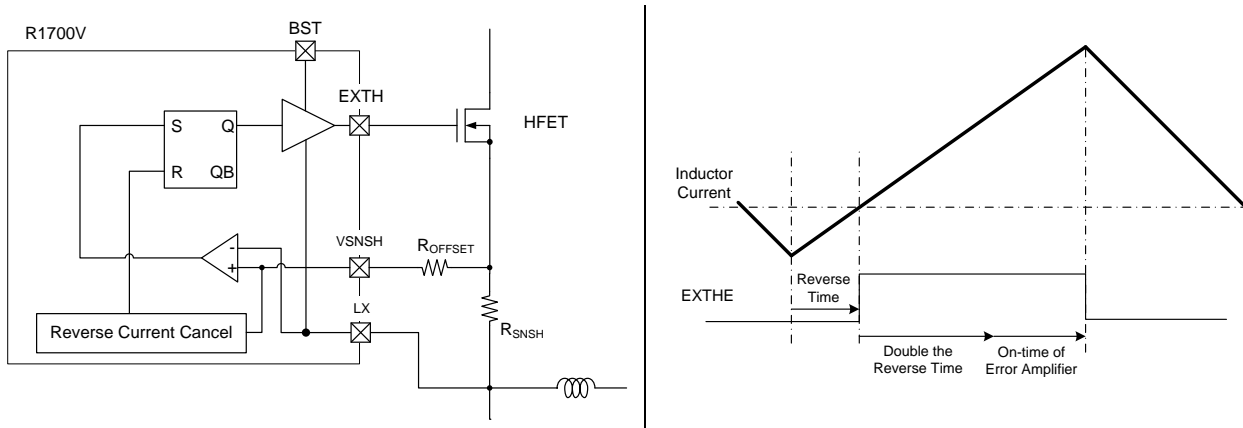 R1700V
BST
EXTH
HFET
S
Q
R
QB
VSNSH
ROFFSET
-
+
LX
RSNSH
Reverse Current Cancel
Inductor
Current
EXTHE
Reverse
Time
Double the
Reverse Time
On-time of
Error Amplifier